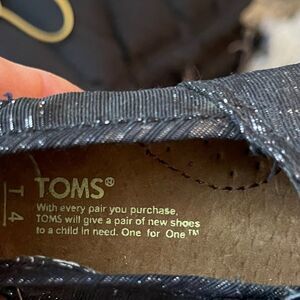 TOMS®
With every pair you purchase,
TOMS will give a pair of new shoes
to a child in need. One for One™
T 4